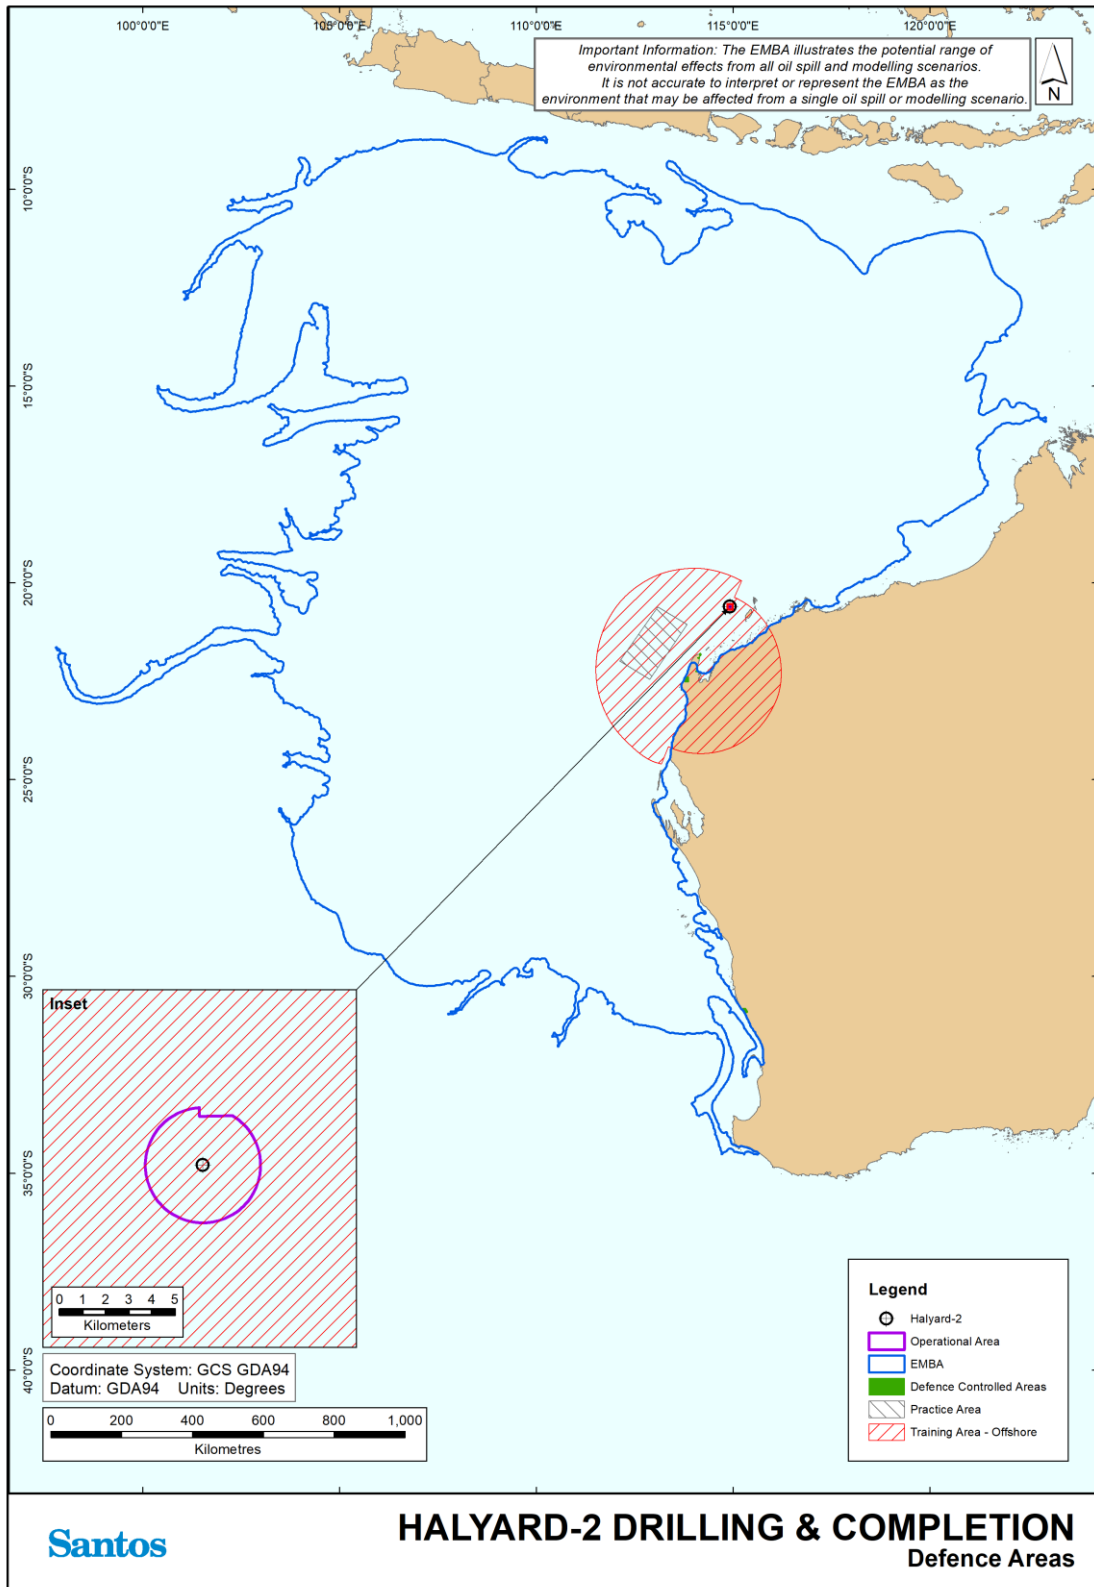 100°0'0"E 105°0'0"E 110°0'0"E 115°0'0"E 120°0'0"E
Important Information: The EMBA illustrates the potential range of
environmental effects from all oil spill and modelling scenarios.
It is not accurate to interpret or represent the EMBA as the
environment that may be affected from a single oil spill or modelling scenario.
N
10°0'0"S
15°0'0"S
20°0'0"S
25°0'0"S
30°0'0"S
35°0'0"S
40°0'0"S
Inset
0 1 2 3 4 5
Kilometers
Coordinate System: GCS GDA94
Datum: GDA94 Units: Degrees
0 200 400 600 800 1,000
Kilometres
Legend
Halyard-2
Operational Area
EMBA
Defence Controlled Areas
Practice Area
Training Area - Offshore
Santos
HALYARD-2 DRILLING & COMPLETION
Defence Areas